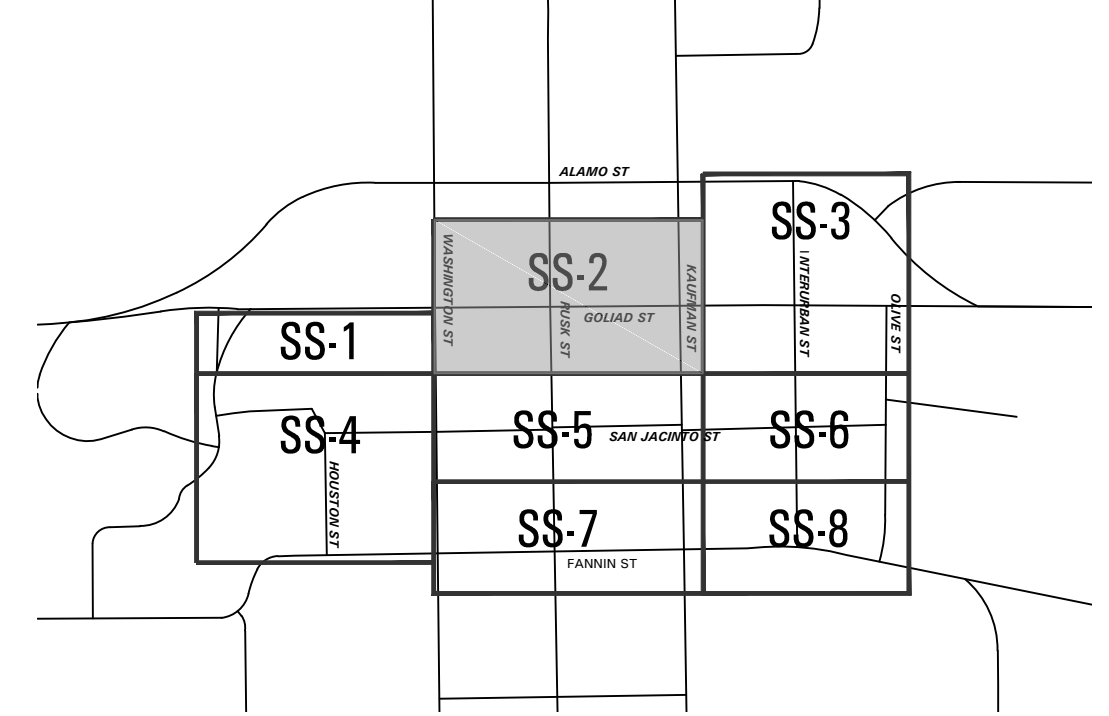 ALAMO ST
SS-3
WASHINGTON ST
SS-2
KAUFMAN ST
INTERURBAN ST
OLIVE ST
RUSK ST
GOLIAD ST
SS-1
SS-4
SS-5
SAN JACINTO ST
SS-6
HOUSTON ST
SS-7
SS-8
FANNIN ST